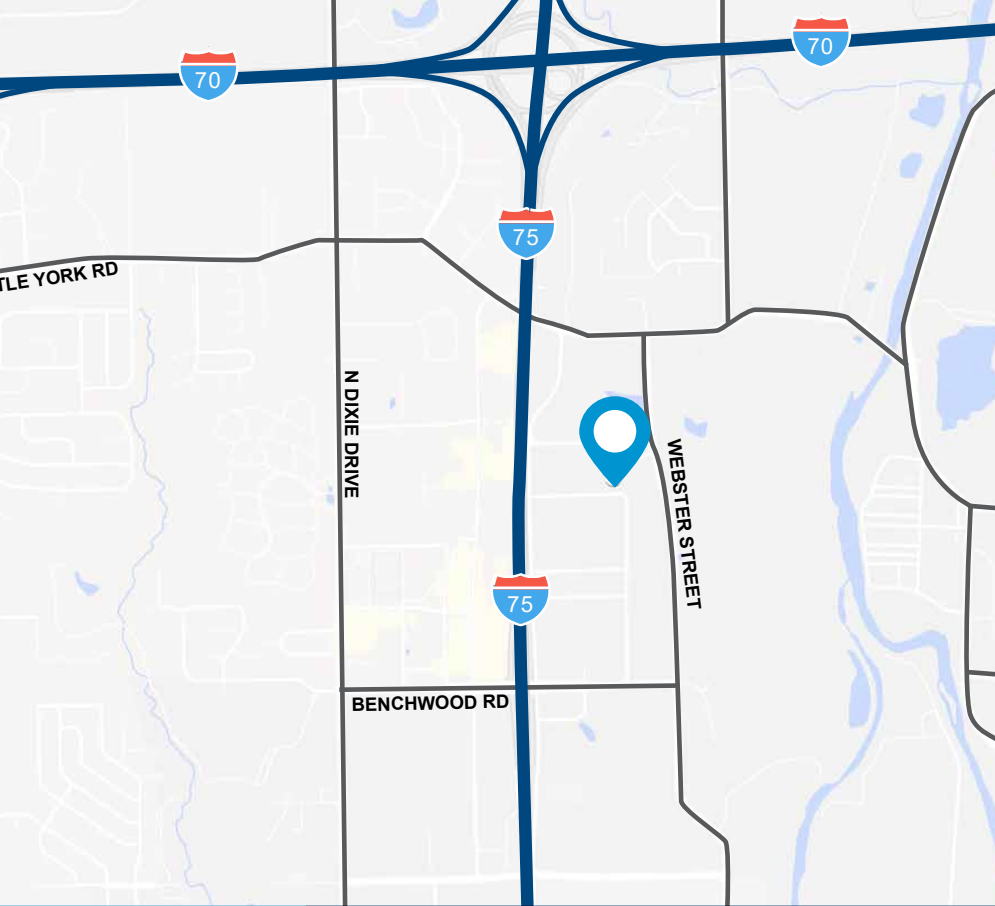 70
70
75
TLE YORK RD
N DIXIE DRIVE
WEBSTER STREET
75
BENCHWOOD RD